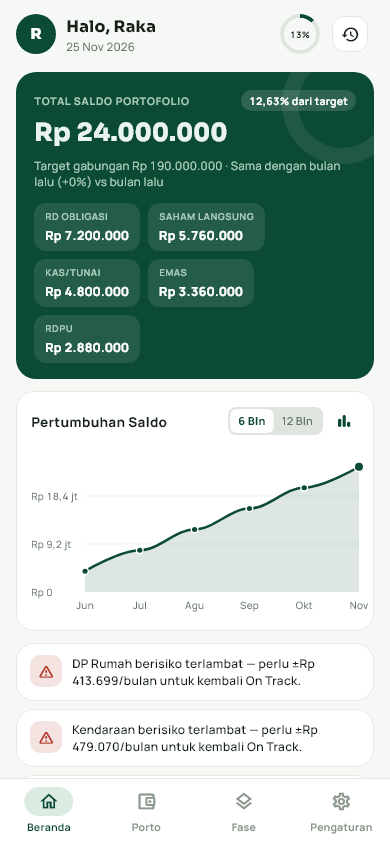 R
Halo, Raka
25 Nov 2026
13%
TOTAL SALDO PORTOFOLIO
12,63% dari target
Rp 24.000.000
Target gabungan Rp 190.000.000 · Sama dengan bulan
lalu (+0%) vs bulan lalu
RD OBLIGASI
Rp 7.200.000
SAHAM LANGSUNG
Rp 5.760.000
KAS/TUNAI
Rp 4.800.000
EMAS
Rp 3.360.000
RDPU
Rp 2.880.000
Pertumbuhan Saldo
6 Bln
12 Bln
Rp 18,4 jt
Rp 9,2 jt
Rp 0
Jun
Jul
Agu
Sep
Okt
Nov
DP Rumah berisiko terlambat — perlu ±Rp
413.699/bulan untuk kembali On Track.
Kendaraan berisiko terlambat — perlu ±Rp
479.070/bulan untuk kembali On Track.
Beranda
Porto
Fase
Pengaturan